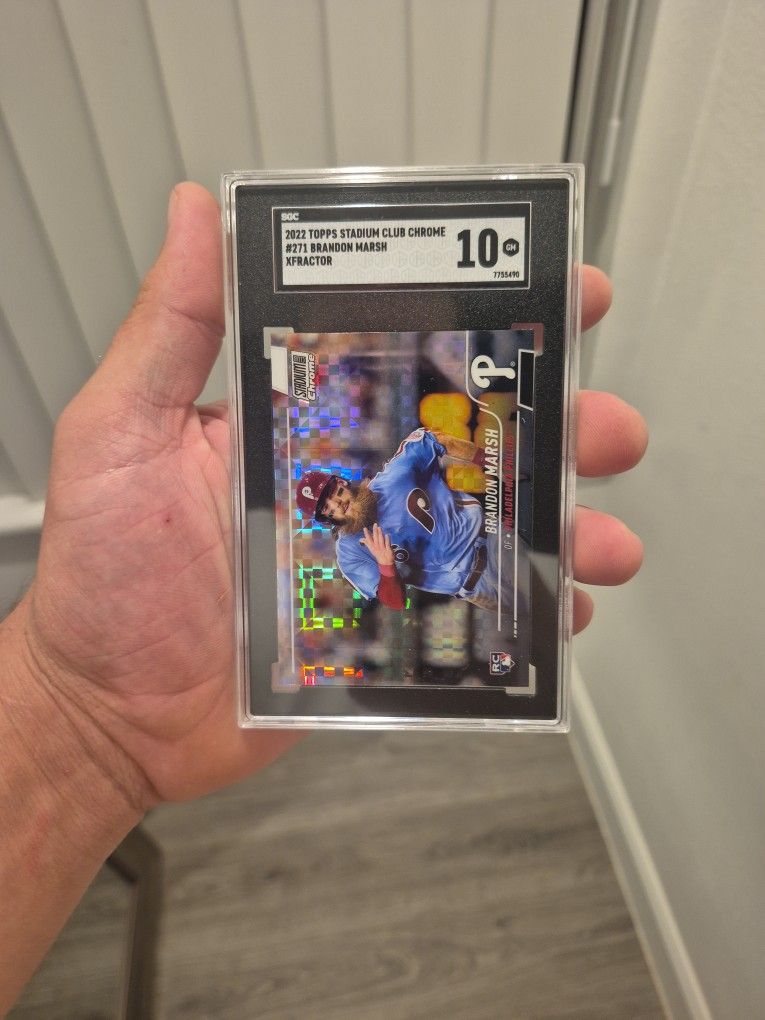 SGC
2022 TOPPS STADIUM CLUB CHROME
#271 BRANDON MARSH
XFRACTOR
10 GM
7755490
STADIUM CLUB
Chrome
P
P
BRANDON MARSH
OF • PHILADELPHIA PHILLIES
RC